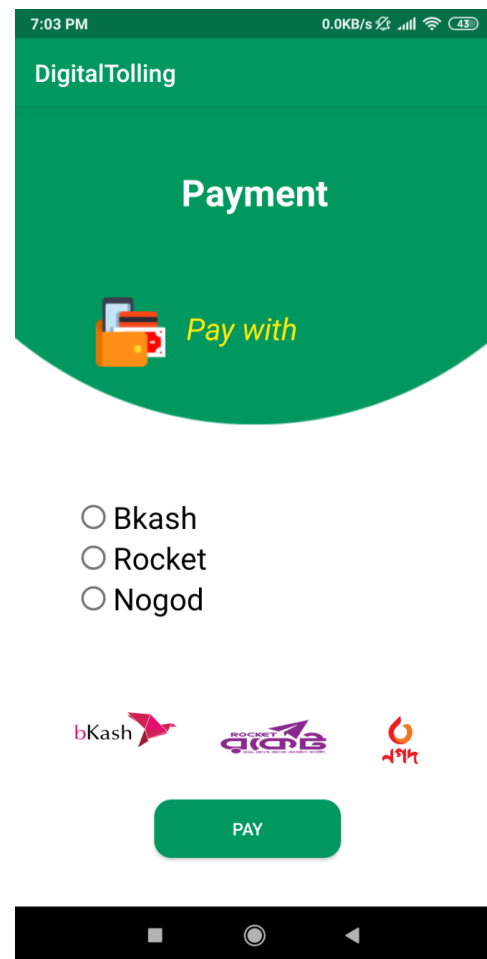 7:03 PM 0.0KB/s 43
DigitalTolling
Payment
Pay with
Bkash
Rocket
Nogod
bKash
ROCKET
রকেট
নগদ
PAY